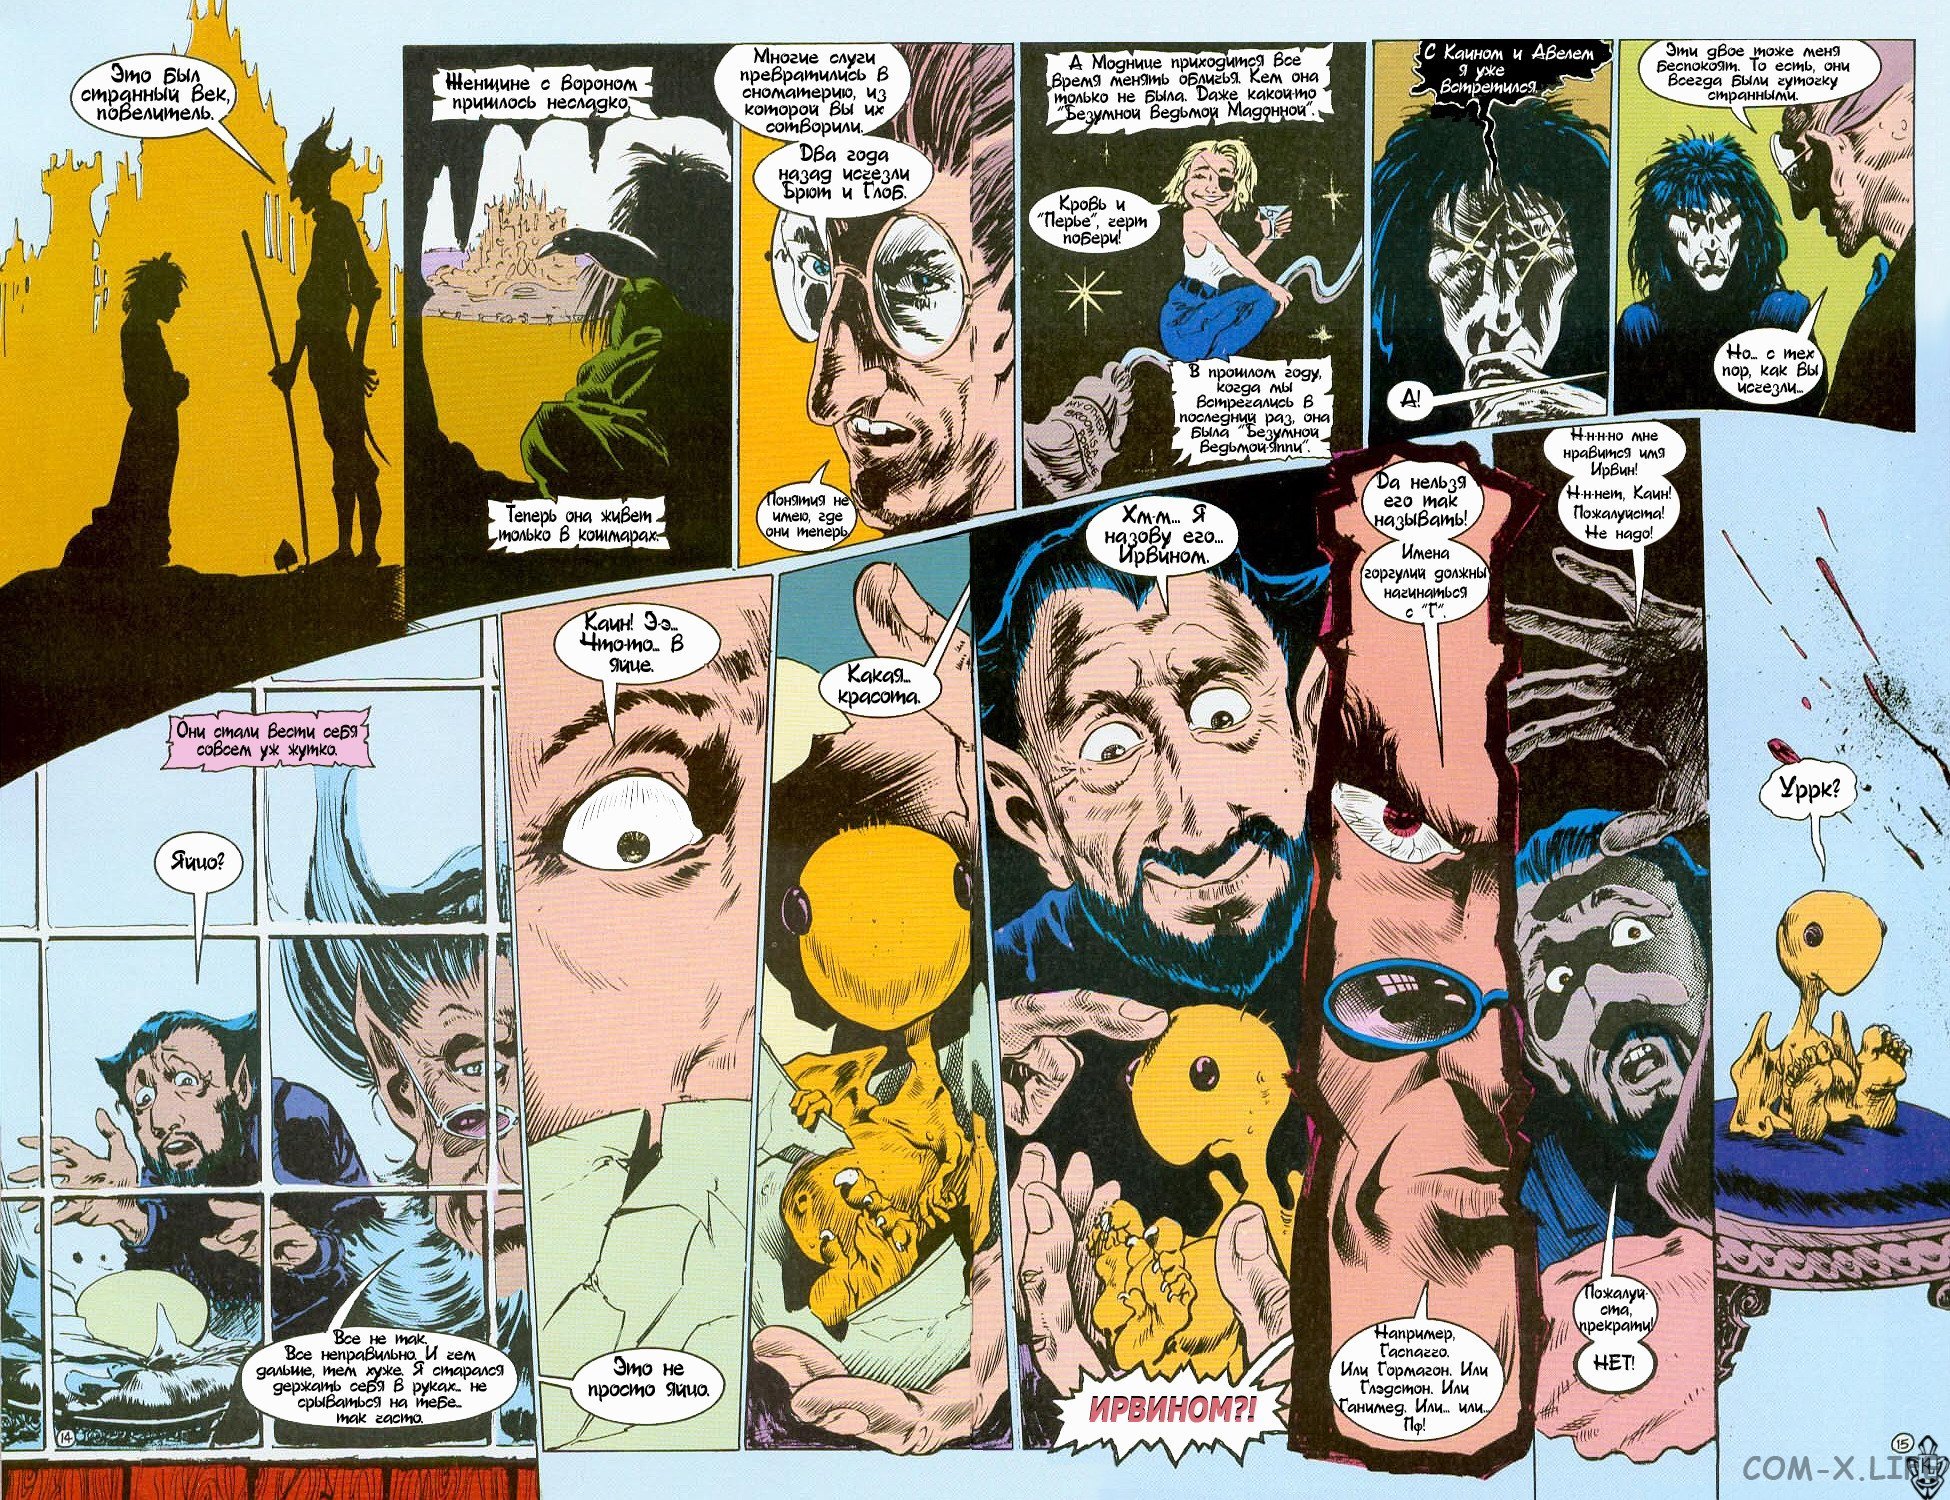 Это был
странный век,
повелитель.
Женщине с Вороном
пришлось несладко.
Теперь она живет
только в кошмарах.
Многие слуги
превратились в
сноматерию, из
которой вы их
сотворили.
Два года
назад исчезли
Брют и Глоб.
Понятия не
имею, где
они теперь.
А Моднице приходится все
время менять облигья. Кем она
только не была. Даже какой-то
"Безумной Ведьмой Мадонной".
Кровь и
"Перье", черт
побери!
MY OTHER
BROOM IS A
PORSCHE
В прошлом году,
когда мы
встречались в
последний раз, она
была "Безумной
Ведьмой-яппи".
С Каином и Авелем
я уже
встретился.
А!
Эти двое тоже меня
беспокоят. То есть, они
всегда были чуточку
странными.
Но... с тех
пор, как вы
исчезли...
Они стали вести себя
совсем уж жутко.
Яйцо?
Все не так.
Все неправильно. И чем
дальше, тем хуже. Я старался
держать себя в руках... не
срываться на тебе...
так часто.
14
Каин! Э-э...
Что-то... в
яйце.
Это не
просто яйцо.
Какая...
красота.
Хм-м... Я
назову его...
Ирвином.
ИРВИНОМ?!
Да нельзя
его так
называть!
Имена
горгулий должны
начинаться
с "Г".
Например,
Гаспагго.
Или Гормагон. Или
Глэдстон. Или
Ганимед. Или... или...
Пф!
Н-н-н-но мне
нравится имя
Ирвин!
Н-н-нет, Каин!
Пожалуйста!
Не надо!
Пожалуй-
ста,
прекрати!
НЕТ!
Уррк?
15
14